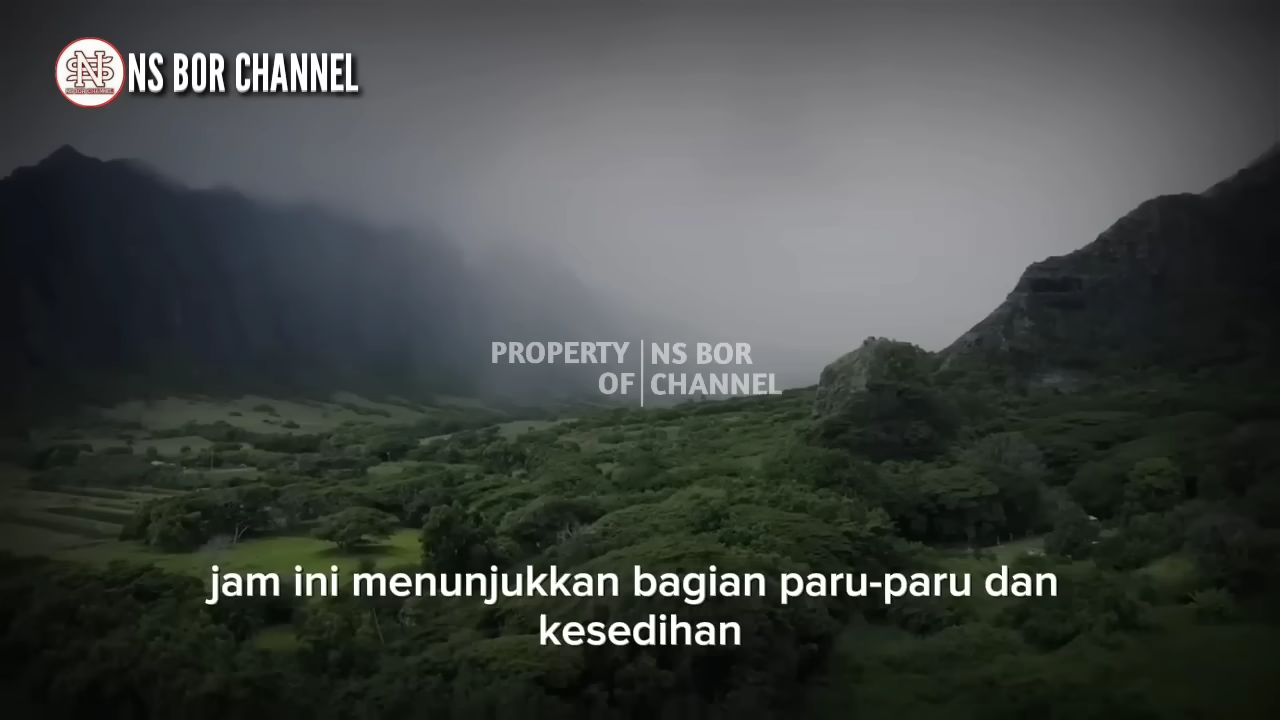 NS BOR CHANNEL
PROPERTY OF
NS BOR CHANNEL
jam ini menunjukkan bagian paru-paru dan
kesedihan